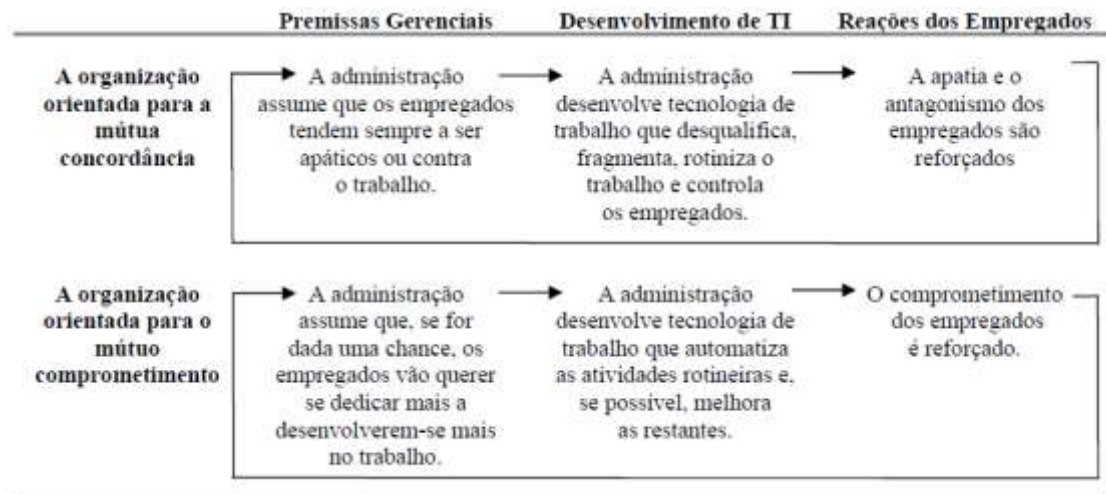 Premissas Gerenciais
Desenvolvimento de TI
Reações dos Empregados
A organização
orientada para a
mútua
concordância
A administração
assume que os empregados
tendem sempre a ser
apáticos ou contra
o trabalho.
A administração
desenvolve tecnologia de
trabalho que desqualifica,
fragmenta, rotiniza o
trabalho e controla
os empregados.
A apatia e o
antagonismo dos
empregados são
reforçados
A organização
orientada para o
mútuo
comprometimento
A administração
assume que, se for
dada uma chance, os
empregados vão querer
se dedicar mais a
desenvolverem-se mais
no trabalho.
A administração
desenvolve tecnologia de
trabalho que automatiza
as atividades rotineiras e,
se possível, melhora
as restantes.
O comprometimento
dos empregados
é reforçado.